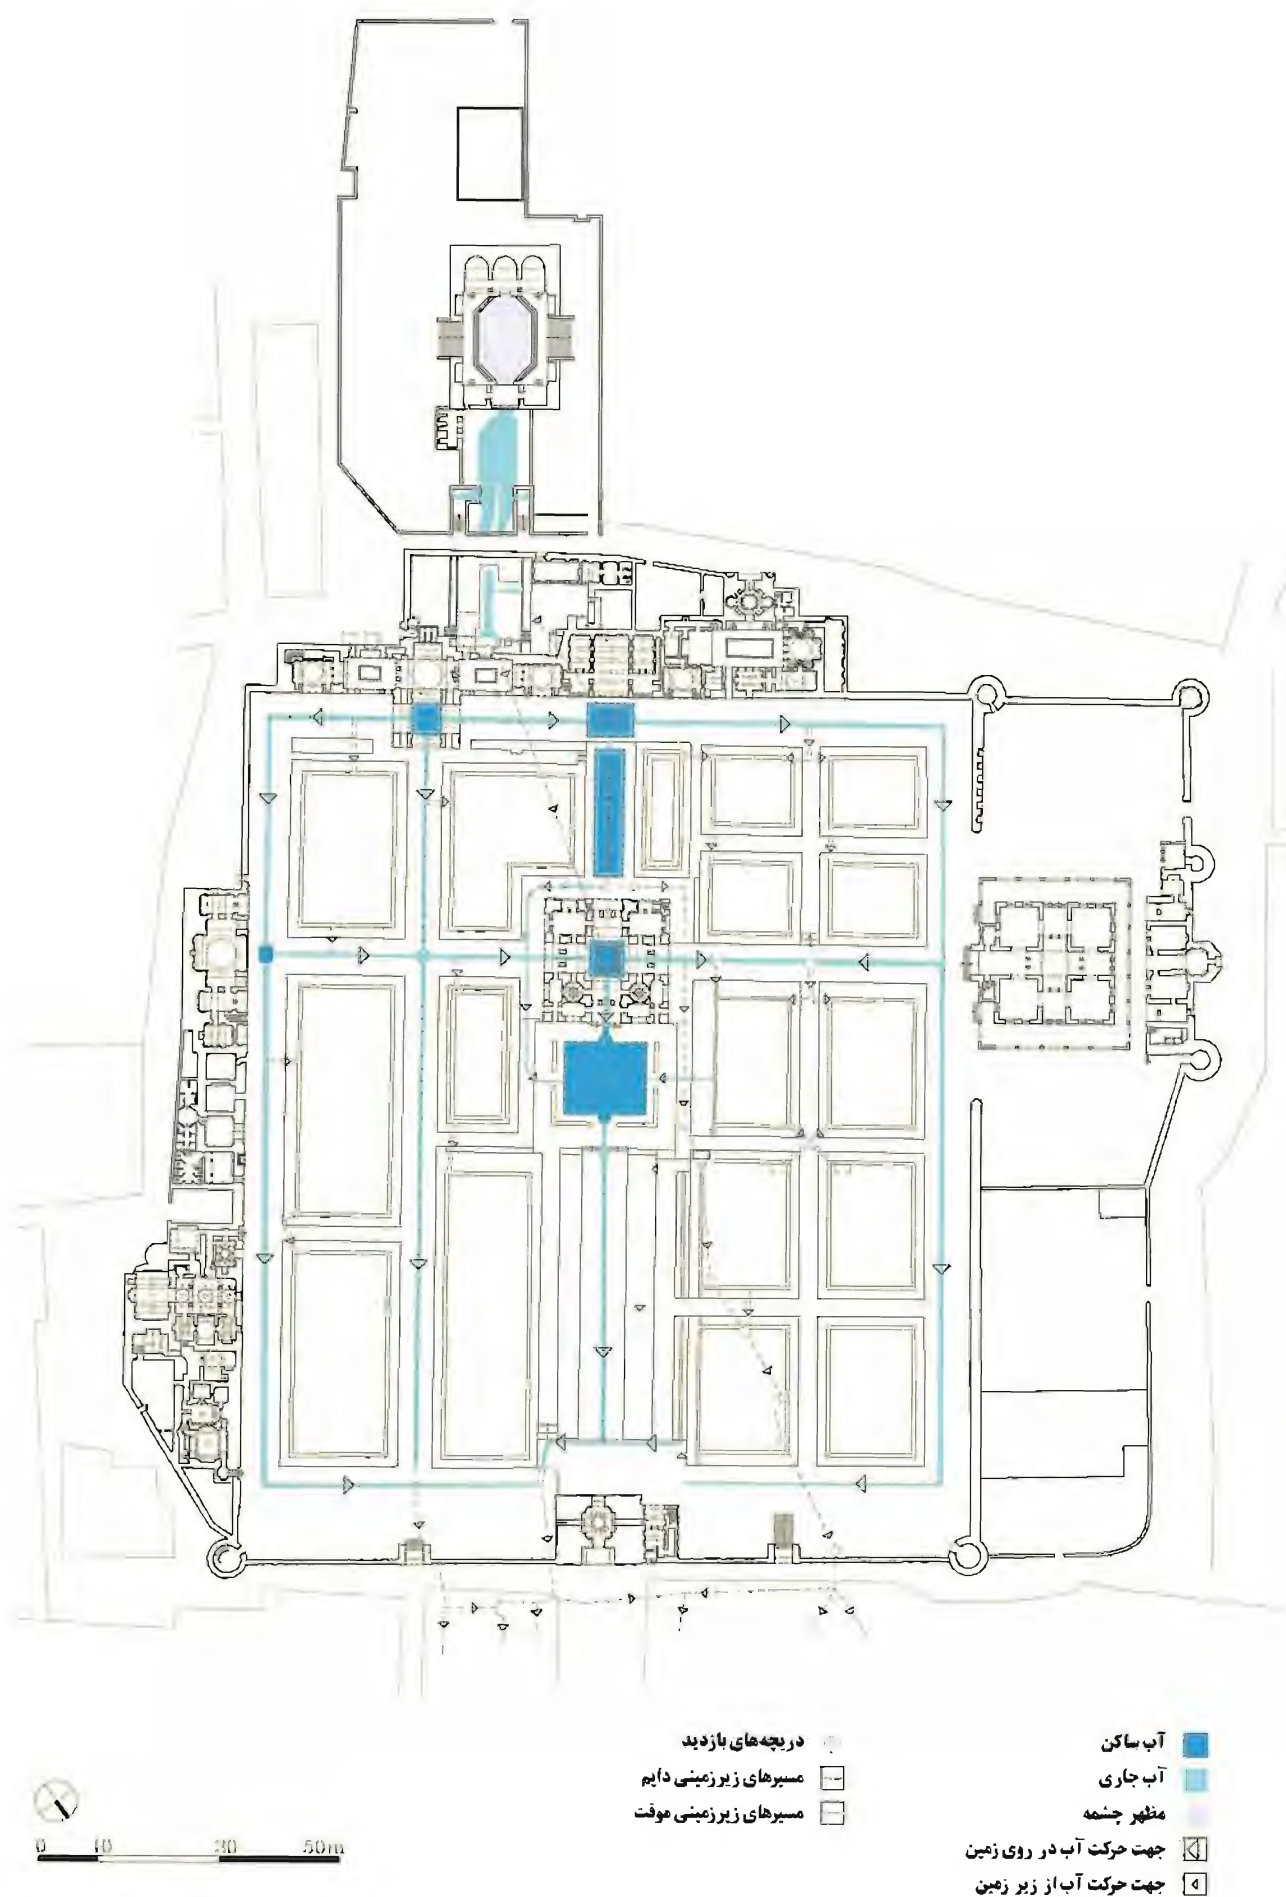 آب ساکن
آب جاری
مظهر چشمه
جهت حرکت آب در روی زمین
جهت حرکت آب از زیر زمین
دریچه‌های بازدید
مسیرهای زیرزمینی دایم
مسیرهای زیرزمینی موقت
0 10 30 50m